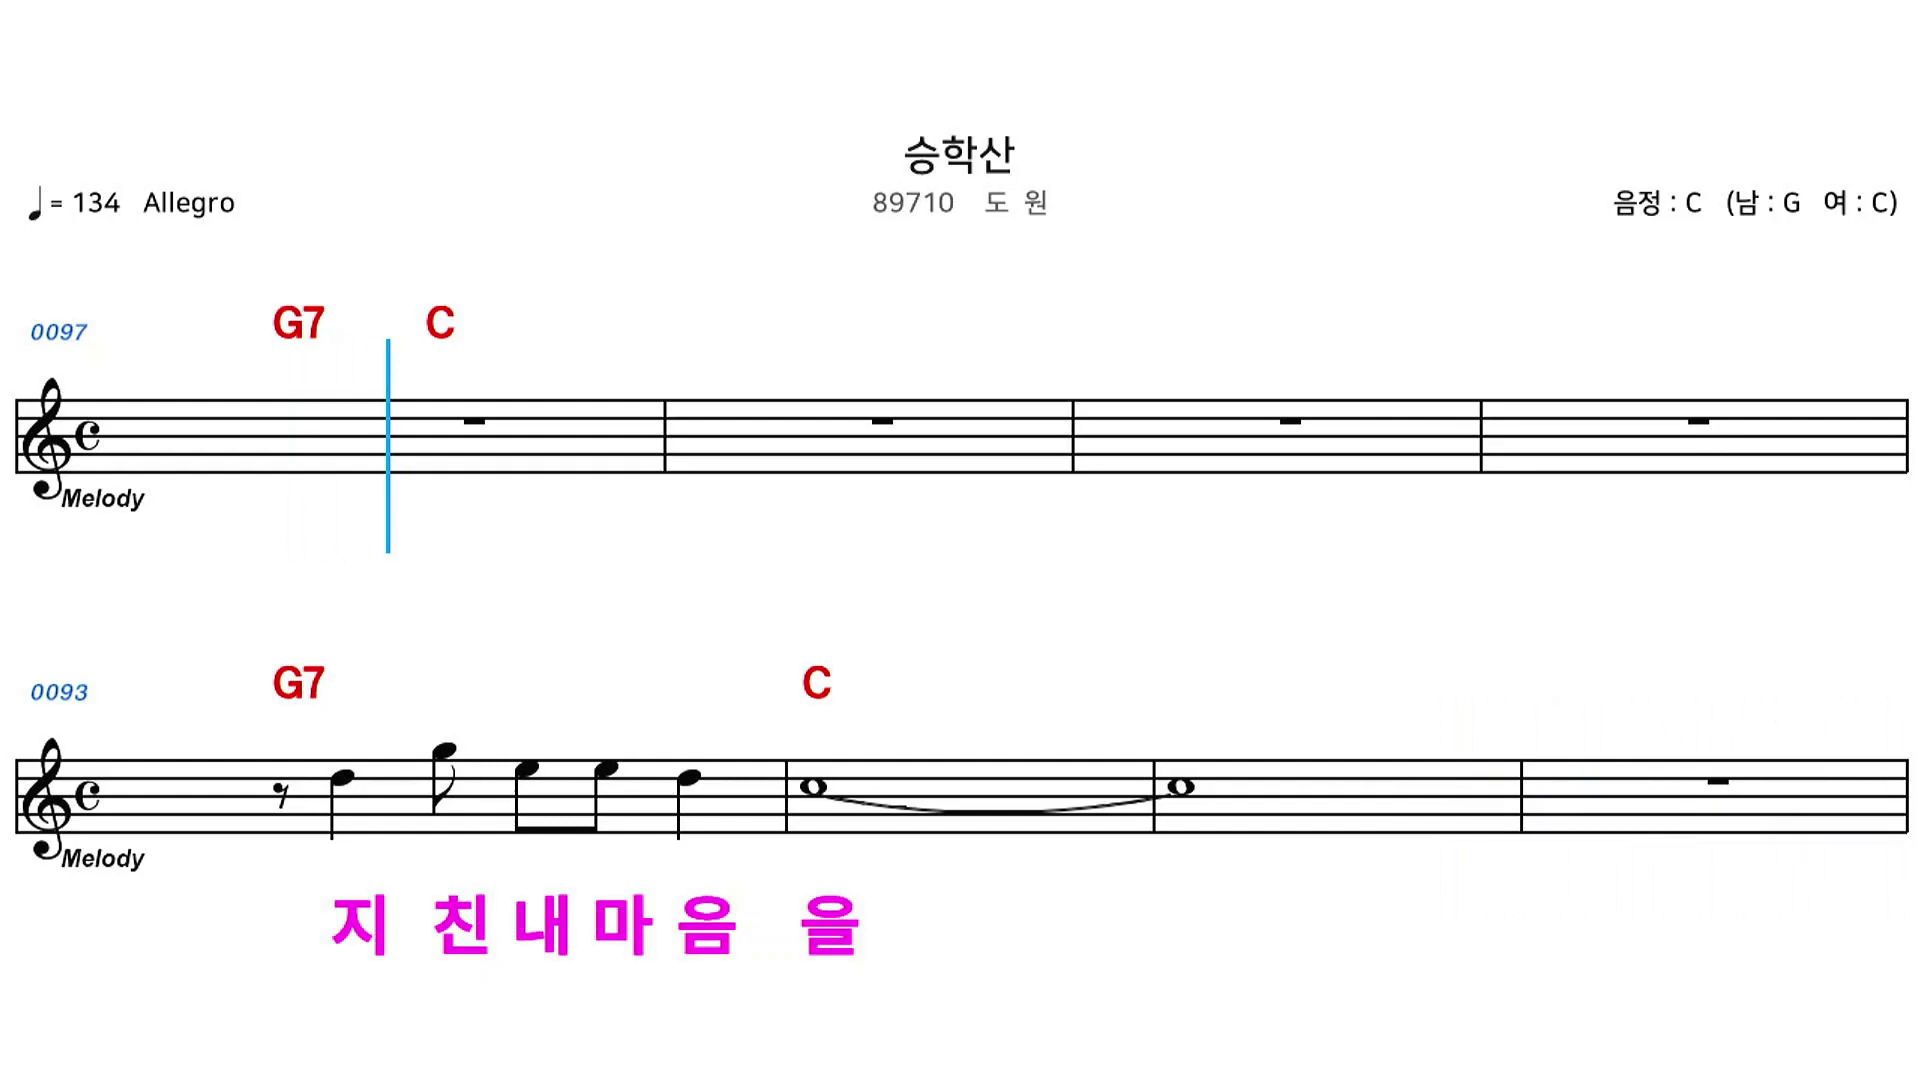 승학산
♩= 134 Allegro
89710 도 원
음정 : C (남 : G 여 : C)
0097
G7 C
Melody
0093
G7 C
Melody
지 친 내 마 음 을